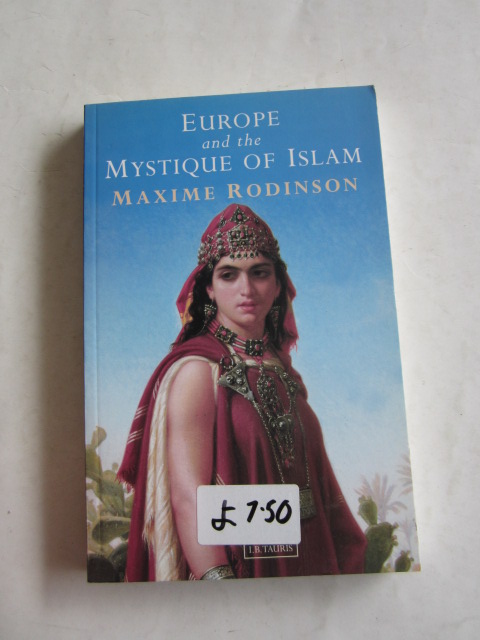 EUROPE
and the
MYSTIQUE OF ISLAM
MAXIME RODINSON
£ 7.50
I.B. TAURIS